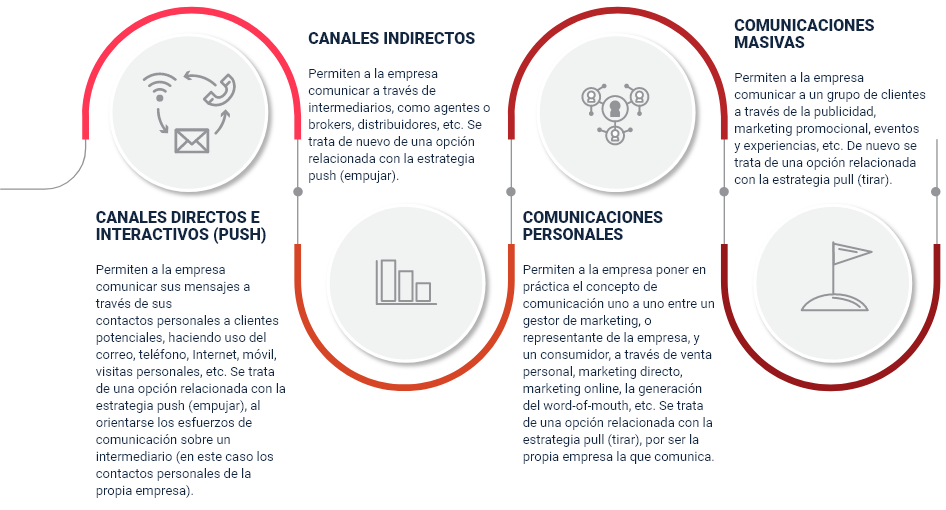 CANALES DIRECTOS E
INTERACTIVOS (PUSH)
Permiten a la empresa
comunicar sus mensajes a
través de sus
contactos personales a clientes
potenciales, haciendo uso del
correo, teléfono, Internet, móvil,
visitas personales, etc. Se trata
de una opción relacionada con la
estrategia push (empujar), al
orientarse los esfuerzos de
comunicación sobre un
intermediario (en este caso los
contactos personales de la
propia empresa).
CANALES INDIRECTOS
Permiten a la empresa
comunicar a través de
intermediarios, como agentes o
brokers, distribuidores, etc. Se
trata de nuevo de una opción
relacionada con la estrategia
push (empujar).
COMUNICACIONES
PERSONALES
Permiten a la empresa poner en
práctica el concepto de
comunicación uno a uno entre un
gestor de marketing, o
representante de la empresa, y
un consumidor, a través de venta
personal, marketing directo,
marketing online, la generación
del word-of-mouth, etc. Se trata
de una opción relacionada con la
estrategia pull (tirar), por ser la
propia empresa la que comunica.
COMUNICACIONES
MASIVAS
Permiten a la empresa
comunicar a un grupo de clientes
a través de la publicidad,
marketing promocional, eventos
y experiencias, etc. De nuevo se
trata de una opción relacionada
con la estrategia pull (tirar).